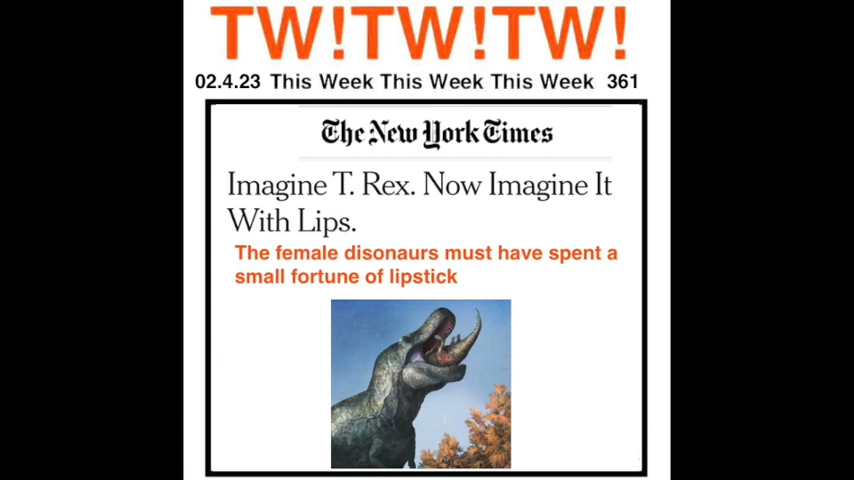 TW!TW!TW!
02.4.23 This Week This Week This Week 361
The New York Times
Imagine T. Rex. Now Imagine It
With Lips.
The female disonaurs must have spent a
small fortune of lipstick